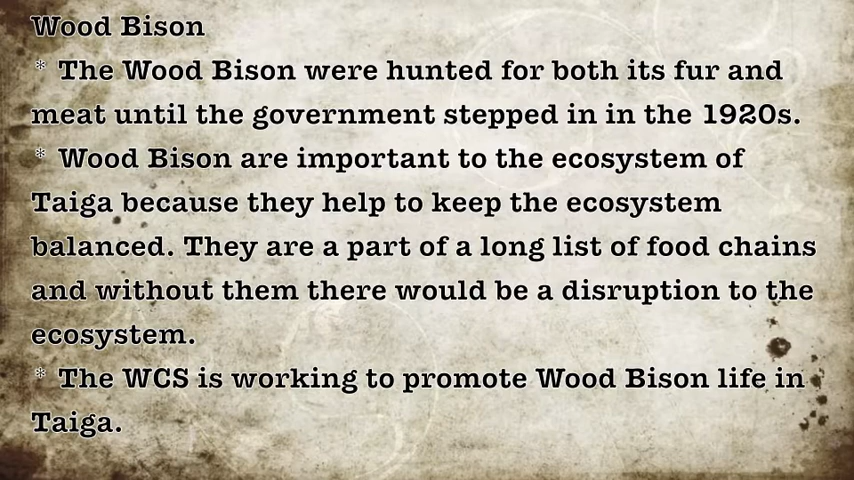 Wood Bison
* The Wood Bison were hunted for both its fur and
meat until the government stepped in in the 1920s.
* Wood Bison are important to the ecosystem of
Taiga because they help to keep the ecosystem
balanced. They are a part of a long list of food chains
and without them there would be a disruption to the
ecosystem.
* The WCS is working to promote Wood Bison life in
Taiga.